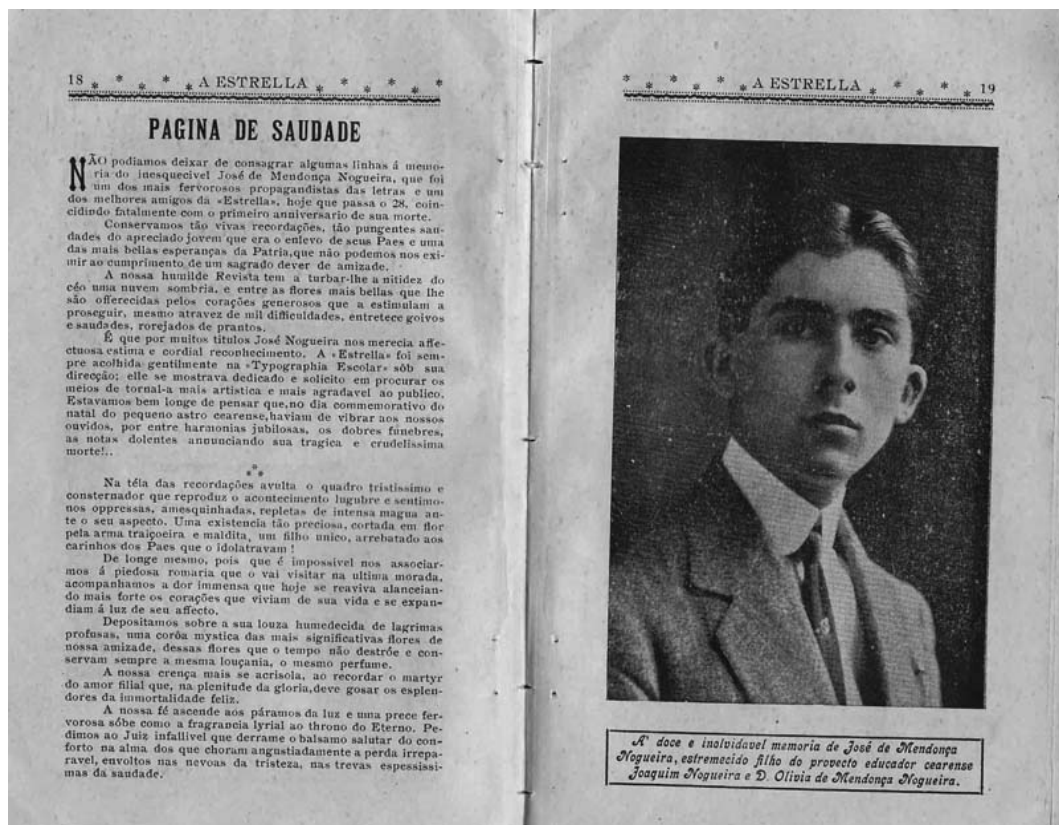 18 * * * * A ESTRELLA * * * *
PAGINA DE SAUDADE
NÃO podiamos deixar de consagrar algumas linhas á memo-
ria do inesquecivel José de Mendonça Nogueira, que foi
um dos mais fervorosos propagandistas das letras e um
dos melhores amigos da «Estrella», hoje que passa o 28, coin-
cidindo fatalmente com o primeiro anniversario de sua morte.
Conservamos tão vivas recordações, tão pungentes sau-
dades do apreciado jovem que era o enlevo de seus Paes e uma
das mais bellas esperanças da Patria,que não podemos nos exi-
mir ao cumprimento de um sagrado dever de amizade.
A nossa humilde Revista tem a turbar-lhe a nitidez do
céo uma nuvem sombria, e entre as flores mais bellas que lhe
são offerecidas pelos corações generosos que a estimulam a
proseguir, mesmo atravez de mil difficuldades, entretece goivos
e saudades, rorejados de prantos.
É que por muitos titulos José Nogueira nos merecia affe-
ctuosa estima e cordial reconhecimento. A «Estrella» foi sem-
pre acolhida gentilmente na «Typographia Escolar» sôb sua
direcção; elle se mostrava dedicado e solicito em procurar os
meios de tornal-a mais artistica e mais agradavel ao publico.
Estavamos bem longe de pensar que,no dia commemorativo do
natal do pequeno astro cearense,haviam de vibrar aos nossos
ouvidos, por entre harmonias jubilosas, os dobres fúnebres,
as notas dolentes annunciando sua tragica e crudelissima
morte!..
***
Na téla das recordações avulta o quadro tristissimo e
consternador que reproduz o acontecimento lugubre e sentimo-
nos oppressas, amesquinhadas, repletas de intensa magua an-
te o seu aspecto. Uma existencia tão preciosa, cortada em flor
pela arma traiçoeira e maldita, um filho unico, arrebatado aos
carinhos dos Paes que o idolatravam !
De longe mesmo, pois que é impossivel nos associar-
mos á piedosa romaria que o vai visitar na ultima morada,
acompanhamos a dor immensa que hoje se reaviva alanceian-
do mais forte os corações que viviam de sua vida e se expan-
diam á luz de seu affecto.
Depositamos sobre a sua louza humedecida de lagrimas
profusas, uma corôa mystica das mais significativas flores de
nossa amizade, dessas flores que o tempo não destróe e con-
servam sempre a mesma louçania, o mesmo perfume.
A nossa crença mais se acrisola, ao recordar o martyr
do amor filial que, na plenitude da gloria,deve gosar os esplen-
dores da immortalidade feliz.
A nossa fé ascende aos páramos da luz e uma prece fer-
vorosa sóbe como a fragrancia lyrial ao throno do Eterno. Pe-
dimos ao Juiz infallivel que derrame o balsamo salutar do con-
forto na alma dos que choram angustiadamente a perda irrepa-
ravel, envoltos nas nevoas da tristeza, nas trevas espessissi-
mas da saudade.
* * * * * A ESTRELLA * * * * 19
A' doce e inolvidavel memoria de José de Mendonça
Nogueira, estremecido filho do provecto educador cearense
Joaquim Nogueira e D. Olivia de Mendonça Nogueira.